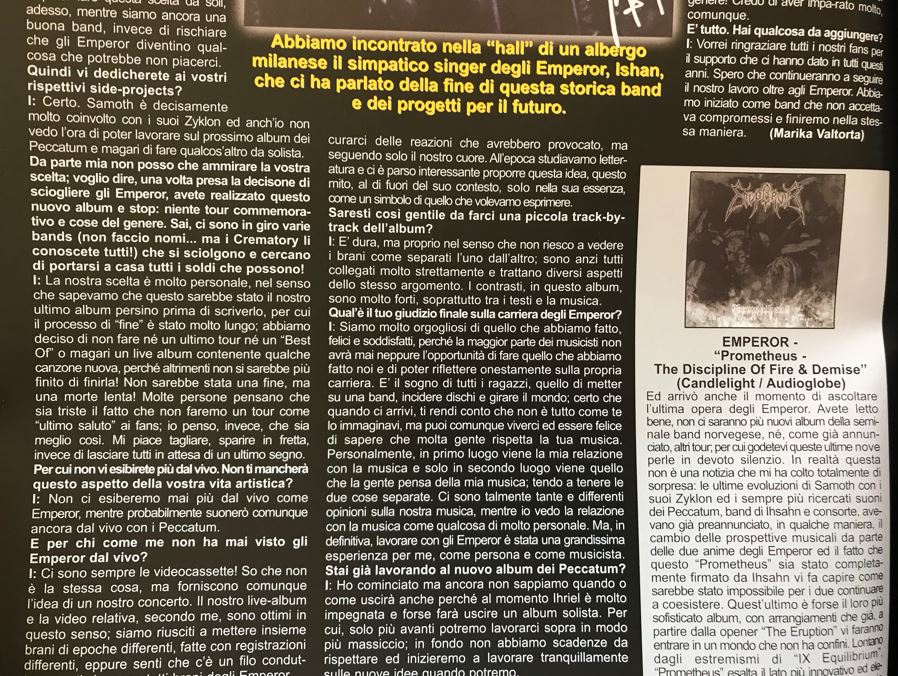 adesso, mentre siamo ancora una
buona band, invece di rischiare
che gli Emperor diventino qual-
cosa che potrebbe non piacerci.
Quindi vi dedicherete ai vostri
rispettivi side-projects?
I: Certo. Samoth è decisamente
molto coinvolto con i suoi Zyklon ed anch'io non
vedo l'ora di poter lavorare sul prossimo album dei
Peccatum e magari di fare qualcos'altro da solista.
Da parte mia non posso che ammirare la vostra
scelta; voglio dire, una volta presa la decisone di
sciogliere gli Emperor, avete realizzato questo
nuovo album e stop: niente tour commemora-
tivo e cose del genere. Sai, ci sono in giro varie
bands (non faccio nomi... ma i Crematory li
conoscete tutti!) che si sciolgono e cercano
di portarsi a casa tutti i soldi che possono!
I: La nostra scelta è molto personale, nel senso
che sapevamo che questo sarebbe stato il nostro
ultimo album persino prima di scriverlo, per cui
il processo di "fine" è stato molto lungo; abbiamo
deciso di non fare né un ultimo tour né un "Best
Of" o magari un live album contenente qualche
canzone nuova, perché altrimenti non si sarebbe più
finito di finirla! Non sarebbe stata una fine, ma
una morte lenta! Molte persone pensano che
sia triste il fatto che non faremo un tour come
"ultimo saluto" ai fans; io penso, invece, che sia
meglio così. Mi piace tagliare, sparire in fretta,
invece di lasciare tutti in attesa di un ultimo segno.
Per cui non vi esibirete più dal vivo. Non ti mancherà
questo aspetto della vostra vita artistica?
I: Non ci esibiremo mai più dal vivo come
Emperor, mentre probabilmente suonerò comunque
ancora dal vivo con i Peccatum.
E per chi come me non ha mai visto gli
Emperor dal vivo?
I: Ci sono sempre le videocassette! So che non
è la stessa cosa, ma forniscono comunque
l'idea di un nostro concerto. Il nostro live-album
e la video relativa, secondo me, sono ottimi in
questo senso; siamo riusciti a mettere insieme
brani di epoche differenti, fatte con registrazioni
differenti, eppure senti che c'è un filo condut-
Abbiamo incontrato nella "hall" di un albergo
milanese il simpatico singer degli Emperor, Ishan,
che ci ha parlato della fine di questa storica band
e dei progetti per il futuro.
curarci delle reazioni che avrebbero provocato, ma
seguendo solo il nostro cuore. All'epoca studiavamo letter-
atura e ci è parso interessante proporre questa idea, questo
mito, al di fuori del suo contesto, solo nella sua essenza,
come un simbolo di quello che volevamo esprimere.
Saresti così gentile da farci una piccola track-by-
track dell'album?
I: E' dura, ma proprio nel senso che non riesco a vedere
i brani come separati l'uno dall'altro; sono anzi tutti
collegati molto strettamente e trattano diversi aspetti
dello stesso argomento. I contrasti, in questo album,
sono molto forti, soprattutto tra i testi e la musica.
Qual'è il tuo giudizio finale sulla carriera degli Emperor?
I: Siamo molto orgogliosi di quello che abbiamo fatto,
felici e soddisfatti, perché la maggior parte dei musicisti non
avrà mai neppure l'opportunità di fare quello che abbiamo
fatto noi e di poter riflettere onestamente sulla propria
carriera. E' il sogno di tutti i ragazzi, quello di metter
su una band, incidere dischi e girare il mondo; certo che
quando ci arrivi, ti rendi conto che non è tutto come te
lo immaginavi, ma puoi comunque viverci ed essere felice
di sapere che molta gente rispetta la tua musica.
Personalmente, in primo luogo viene la mia relazione
con la musica e solo in secondo luogo viene quello
che la gente pensa della mia musica; tendo a tenere le
due cose separate. Ci sono talmente tante e differenti
opinioni sulla nostra musica, mentre io vedo la relazione
con la musica come qualcosa di molto personale. Ma, in
definitiva, lavorare con gli Emperor è stata una grandissima
esperienza per me, come persona e come musicista.
Stai già lavorando al nuovo album dei Peccatum?
I: Ho cominciato ma ancora non sappiamo quando o
come uscirà anche perché al momento Ihriel è molto
impegnata e forse farà uscire un album solista. Per
cui, solo più avanti potremo lavorarci sopra in modo
più massiccio; in fondo non abbiamo scadenze da
rispettare ed inizieremo a lavorare tranquillamente
sulle nuove idee quando potremo.
genere! Credo di aver impa-rato molto,
comunque.
E' tutto. Hai qualcosa da aggiungere?
I: Vorrei ringraziare tutti i nostri fans per
il supporto che ci hanno dato in tutti questi
anni. Spero che continueranno a seguire
il nostro lavoro oltre agli Emperor. Abbia-
mo iniziato come band che non accetta-
va compromessi e finiremo nella stes-
sa maniera. (Marika Valtorta)
EMPEROR
EMPEROR -
"Prometheus -
The Discipline Of Fire & Demise"
(Candlelight / Audioglobe)
Ed arrivò anche il momento di ascoltare
l'ultima opera degli Emperor. Avete letto
bene, non ci saranno più nuovi album della semi-
nale band norvegese, né, come già annun-
ciato, altri tour; per cui godetevi queste ultime nove
perle in devoto silenzio. In realtà questa
non è una notizia che mi ha colto totalmente di
sorpresa: le ultime evoluzioni di Samoth con i
suoi Zyklon ed i sempre più ricercati suoni
dei Peccatum, band di Ihsahn e consorte, ave-
vano già preannunciato, in qualche maniera, il
cambio delle prospettive musicali da parte
delle due anime degli Emperor ed il fatto che
questo "Prometheus" sia stato completa-
mente firmato da Ihsahn vi fa capire come
sarebbe stato impossibile per i due continuare
a coesistere. Quest'ultimo è forse il loro più
sofisticato album, con arrangiamenti che già, a
partire dalla opener "The Eruption" vi faranno
entrare in un mondo che non ha confini. Lontano
dagli estremismi di "IX Equilibrium",
"Prometheus" esalta il lato più innovativo ed ele-